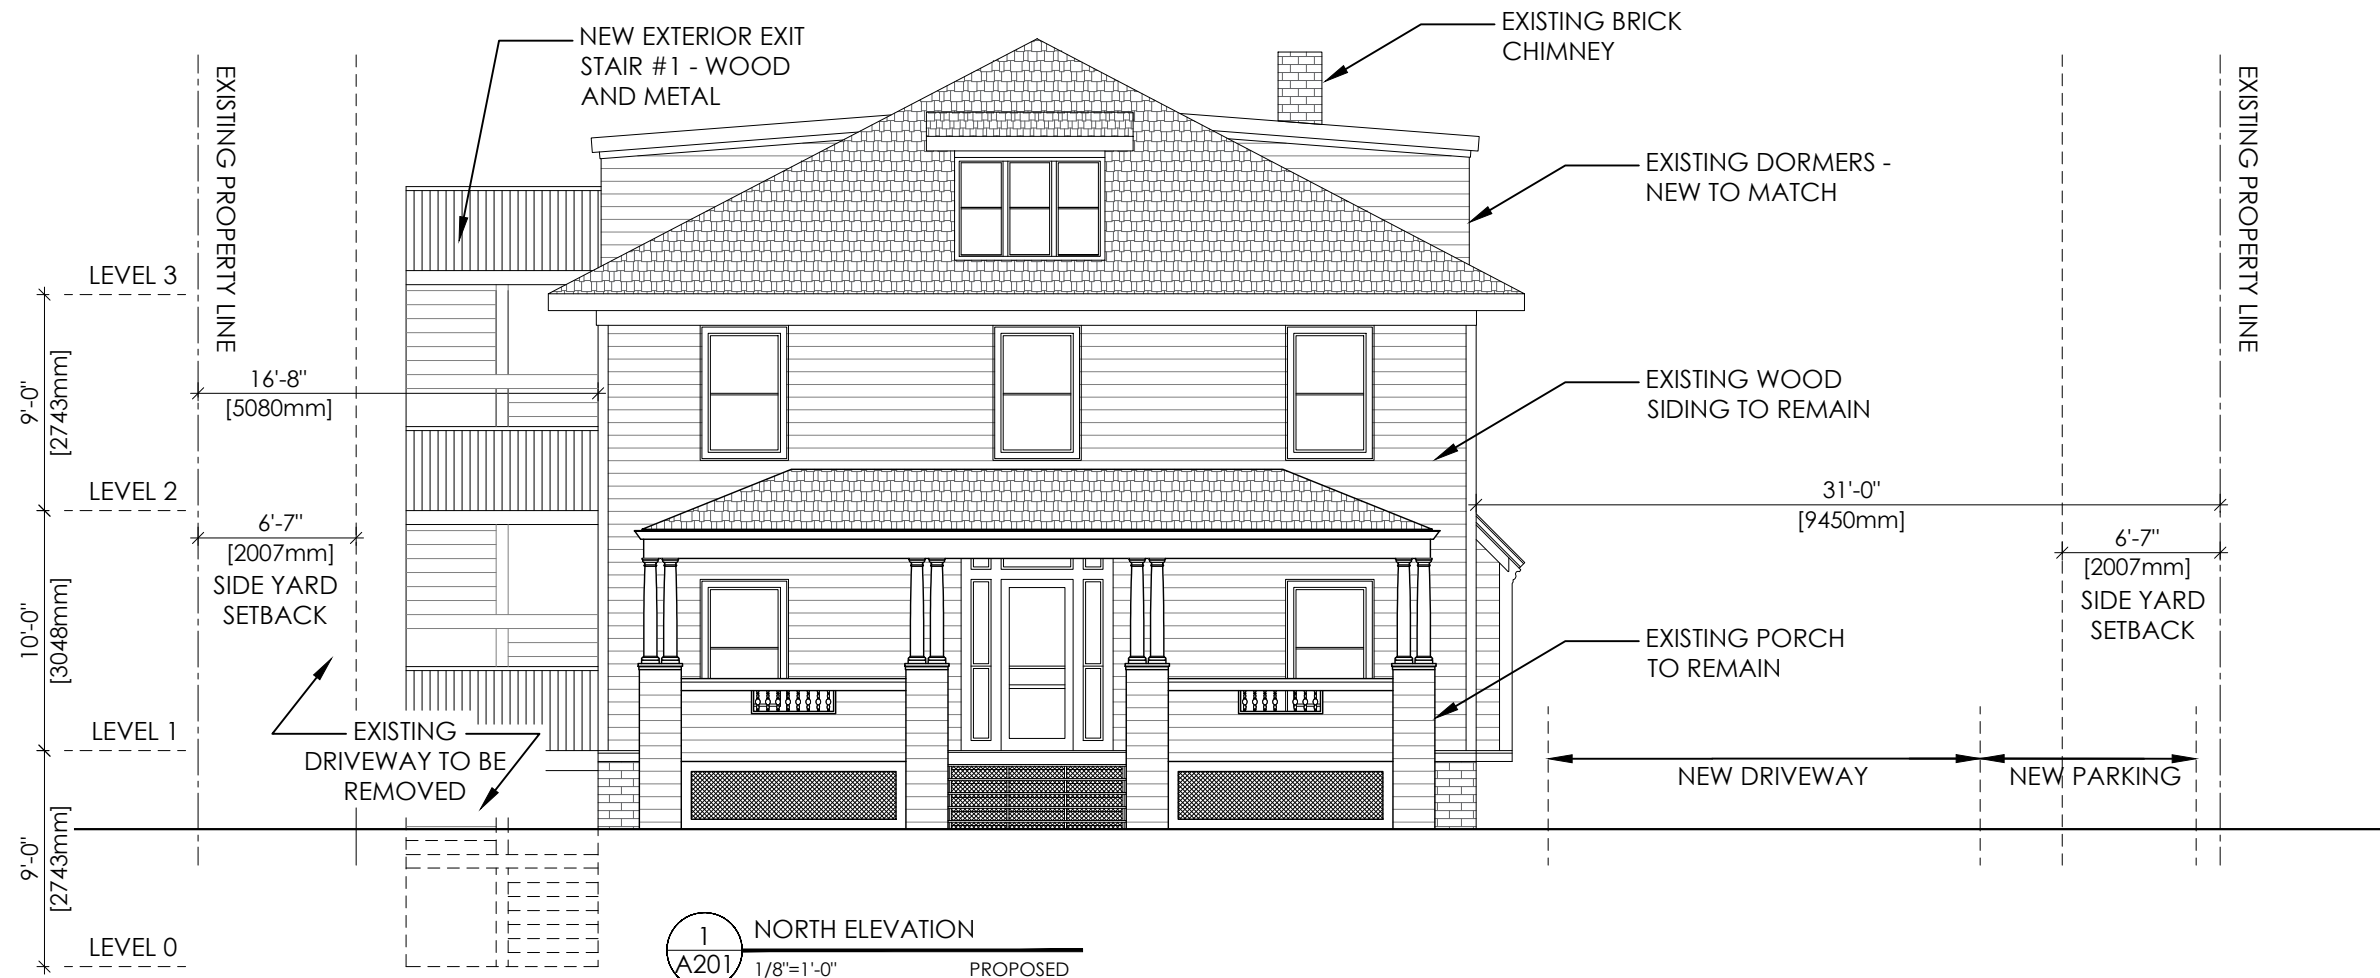 NEW EXTERIOR EXIT
STAIR #1 - WOOD
AND METAL
EXISTING BRICK
CHIMNEY
EXISTING PROPERTY LINE
EXISTING PROPERTY LINE
EXISTING DORMERS -
NEW TO MATCH
LEVEL 3
9'-0"
[2743mm]
16'-8"
[5080mm]
EXISTING WOOD
SIDING TO REMAIN
LEVEL 2
31'-0"
[9450mm]
6'-7"
[2007mm]
SIDE YARD
SETBACK
6'-7"
[2007mm]
SIDE YARD
SETBACK
10'-0"
[3048mm]
EXISTING PORCH
TO REMAIN
LEVEL 1
EXISTING
DRIVEWAY TO BE
REMOVED
NEW DRIVEWAY
NEW PARKING
9'-0"
[2743mm]
LEVEL 0
1
A201
NORTH ELEVATION
1/8"=1'-0"
PROPOSED